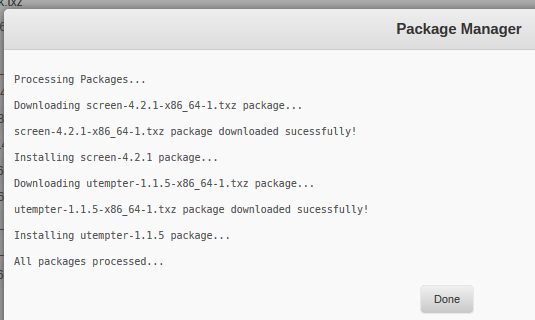 k.txz
Package Manager
Processing Packages...
Downloading screen-4.2.1-x86_64-1.txz package...
screen-4.2.1-x86_64-1.txz package downloaded sucessfully!
Installing screen-4.2.1 package...
Downloading utempter-1.1.5-x86_64-1.txz package...
utempter-1.1.5-x86_64-1.txz package downloaded sucessfully!
Installing utempter-1.1.5 package...
All packages processed...
Done